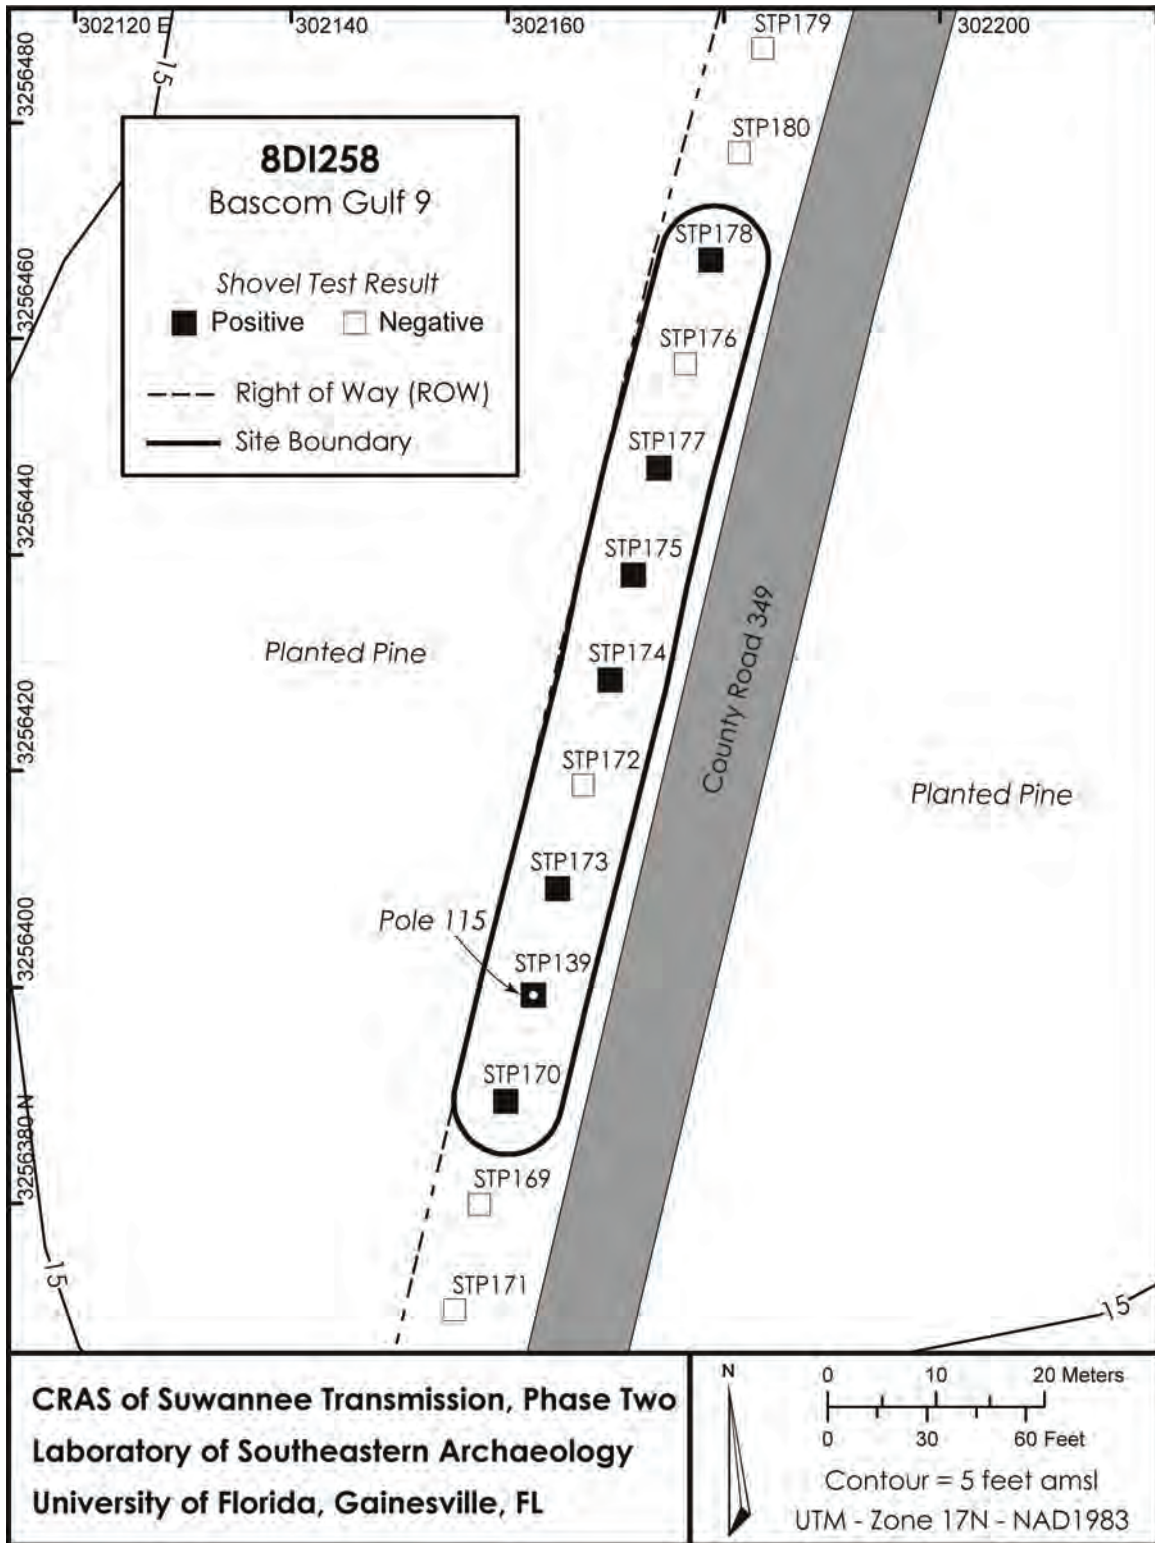 302120 E
302140
302160
302200
3256480
3256460
3256440
3256420
3256400
3256380 N
15
8DI258
Bascom Gulf 9
Shovel Test Result
Positive
Negative
Right of Way (ROW)
Site Boundary
STP179
STP180
STP178
STP176
STP177
STP175
STP174
STP172
STP173
Pole 115
STP139
STP170
STP169
STP171
County Road 349
Planted Pine
Planted Pine
15
15
CRAS of Suwannee Transmission, Phase Two
Laboratory of Southeastern Archaeology
University of Florida, Gainesville, FL
N
0 10 20 Meters
0 30 60 Feet
Contour = 5 feet amsl
UTM - Zone 17N - NAD1983